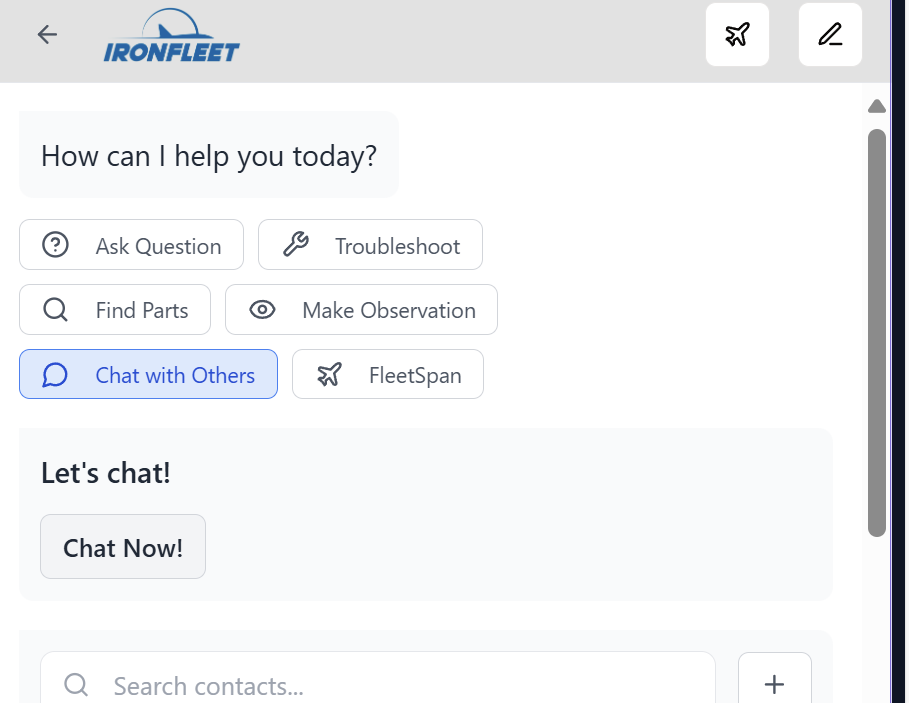 IRONFLEET
How can I help you today?
Ask Question
Troubleshoot
Find Parts
Make Observation
Chat with Others
FleetSpan
Let's chat!
Chat Now!
Search contacts...